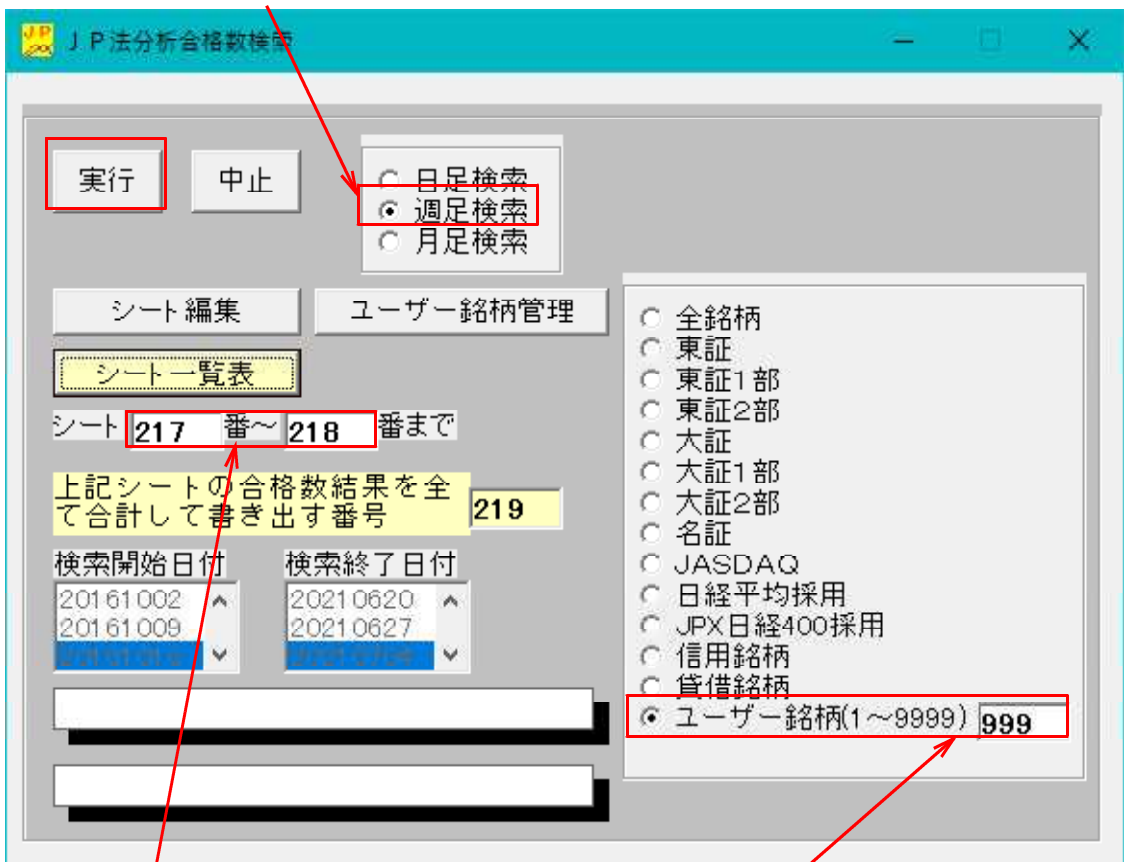 JP法分析合格数検索
実行
中止
日足検索
週足検索
月足検索
シート編集
ユーザー銘柄管理
シート一覧表
シート 217 番～ 218 番まで
上記シートの合格数結果を全
て合計して書き出す番号
219
検索開始日付
20161002
20161009
検索終了日付
20210620
20210627
全銘柄
東証
東証1部
東証2部
大証
大証1部
大証2部
名証
JASDAQ
日経平均採用
JPX日経400採用
信用銘柄
貸借銘柄
ユーザー銘柄(1～9999) 999